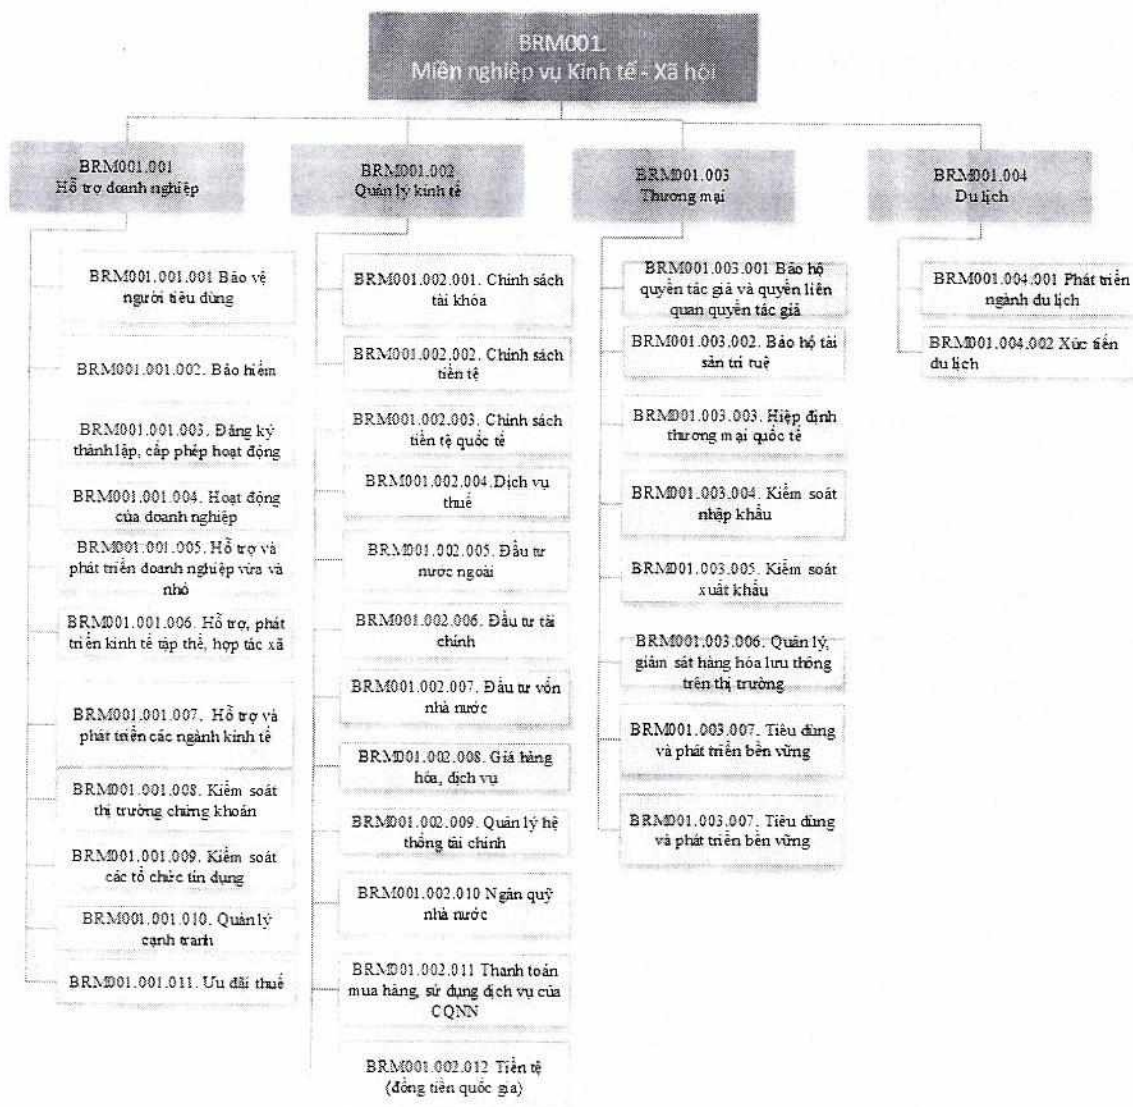 BRM001.
Miền nghiệp vụ Kinh tế - Xã hội
BRM001.001
Hỗ trợ doanh nghiệp
BRM001.001.001 Bảo vệ
người tiêu dùng
BRM001.001.002. Bảo hiểm
BRM001.001.003. Đăng ký
thành lập, cấp phép hoạt động
BRM001.001.004. Hoạt động
của doanh nghiệp
BRM001.001.005. Hỗ trợ và
phát triển doanh nghiệp vừa và
nhỏ
BRM001.001.006. Hỗ trợ, phát
triển kinh tế tập thể, hợp tác xã
BRM001.001.007. Hỗ trợ và
phát triển các ngành kinh tế
BRM001.001.008. Kiểm soát
thị trường chứng khoán
BRM001.001.009. Kiểm soát
các tổ chức tín dụng
BRM001.001.010. Quản lý
cạnh tranh
BRM001.001.011. Ưu đãi thuế
BRM001.002
Quản lý kinh tế
BRM001.002.001. Chính sách
tài khóa
BRM001.002.002. Chính sách
tiền tệ
BRM001.002.003. Chính sách
tiền tệ quốc tế
BRM001.002.004.Dịch vụ
thuế
BRM001.002.005. Đầu tư
nước ngoài
BRM001.002.006. Đầu tư tài
chính
BRM001.002.007. Đầu tư vốn
nhà nước
BRM001.002.008. Giá hàng
hóa, dịch vụ
BRM001.002.009. Quản lý hệ
thống tài chính
BRM001.002.010 Ngân quỹ
nhà nước
BRM001.002.011 Thanh toán
mua hàng, sử dụng dịch vụ của
CQNN
BRM001.002.012 Tiền tệ
(đồng tiền quốc gia)
BRM001.003
Thương mại
BRM001.003.001 Bảo hộ
quyền tác giả và quyền liên
quan quyền tác giả
BRM001.003.002. Bảo hộ tài
sản trí tuệ
BRM001.003.003. Hiệp định
thương mại quốc tế
BRM001.003.004. Kiểm soát
nhập khẩu
BRM001.003.005. Kiểm soát
xuất khẩu
BRM001.003.006. Quản lý,
giám sát hàng hóa lưu thông
trên thị trường
BRM001.003.007. Tiêu dùng
và phát triển bền vững
BRM001.003.007. Tiêu dùng
và phát triển bền vững
BRM001.004
Du lịch
BRM001.004.001 Phát triển
ngành du lịch
BRM001.004.002 Xúc tiến
du lịch